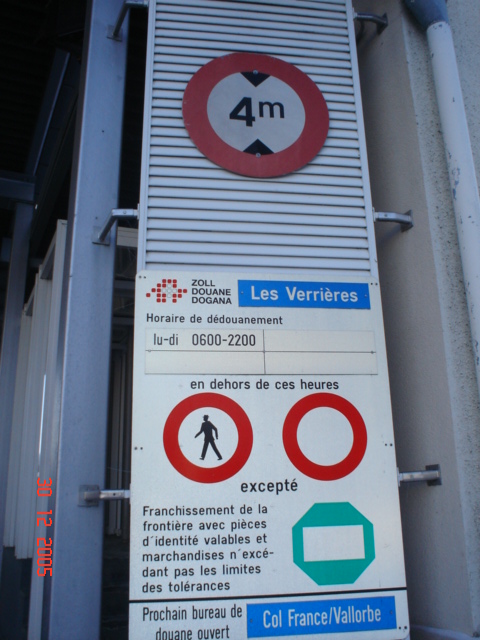 4m
ZOLL
DOUANE
DOGANA
Les Verrières
Horaire de dédouanement
lu-di 0600-2200
en dehors de ces heures
excepté
Franchissement de la
frontière avec pièces
d'identité valables et
marchandises n'excé-
dant pas les limites
des tolérances
Prochain bureau de
douane ouvert
Col France/Vallorbe
30 12 2005